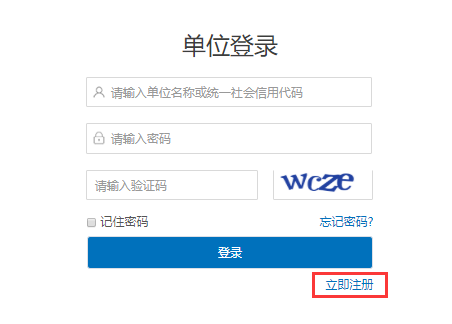 单位登录
请输入单位名称或统一社会信用代码
请输入密码
请输入验证码
wcze
记住密码 忘记密码?
登录
立即注册